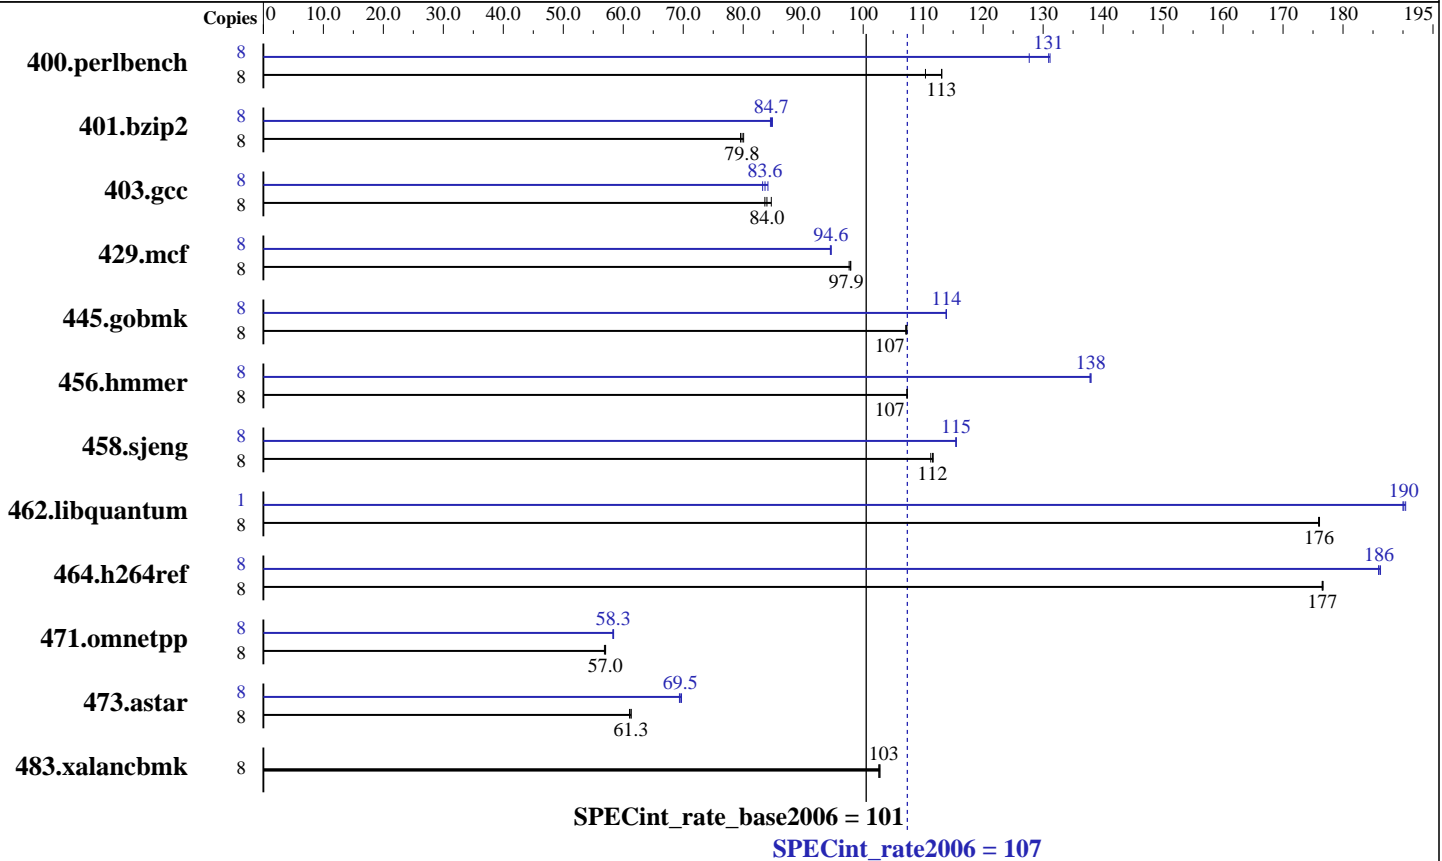 Copies 0 10.0 20.0 30.0 40.0 50.0 60.0 70.0 80.0 90.0 100 110 120 130 140 150 160 170 180 195
400.perlbench 8 131
8 113
401.bzip2 8 84.7
8 79.8
403.gcc 8 83.6
8 84.0
429.mcf 8 94.6
8 97.9
445.gobmk 8 114
8 107
456.hmmer 8 138
8 107
458.sjeng 8 115
8 112
462.libquantum 1 190
8 176
464.h264ref 8 186
8 177
471.omnetpp 8 58.3
8 57.0
473.astar 8 69.5
8 61.3
483.xalancbmk 8 103
SPECint_rate_base2006 = 101
SPECint_rate2006 = 107